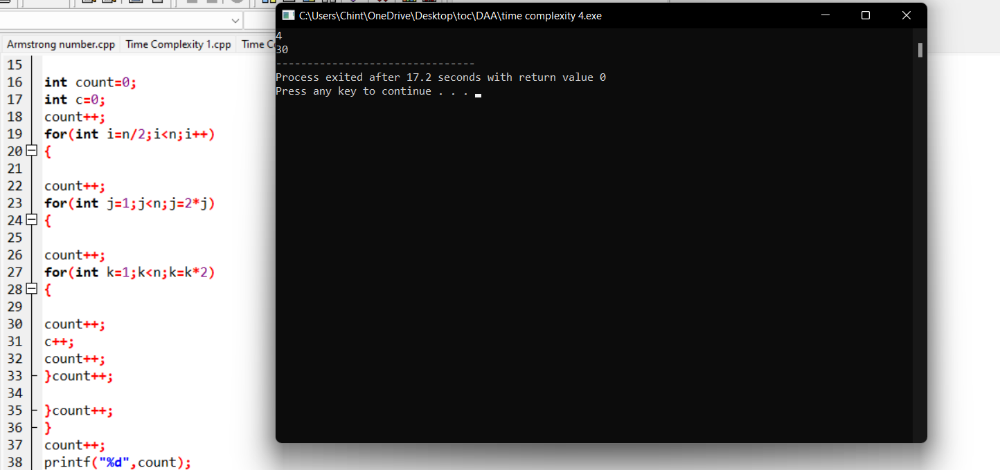 C:\Users\Chint\OneDrive\Desktop\toc\DAA\time complexity 4.exe
4
30
--------------------------------
Process exited after 17.2 seconds with return value 0
Press any key to continue . . .
Armstrong number.cpp Time Complexity 1.cpp Time
15
16 int count=0;
17 int c=0;
18 count++;
19 for(int i=n/2;i<n;i++)
20 {
21
22 count++;
23 for(int j=1;j<n;j=2*j)
24 {
25
26 count++;
27 for(int k=1;k<n;k=k*2)
28 {
29
30 count++;
31 c++;
32 count++;
33 }count++;
34
35 }count++;
36 }
37 count++;
38 printf("%d",count);